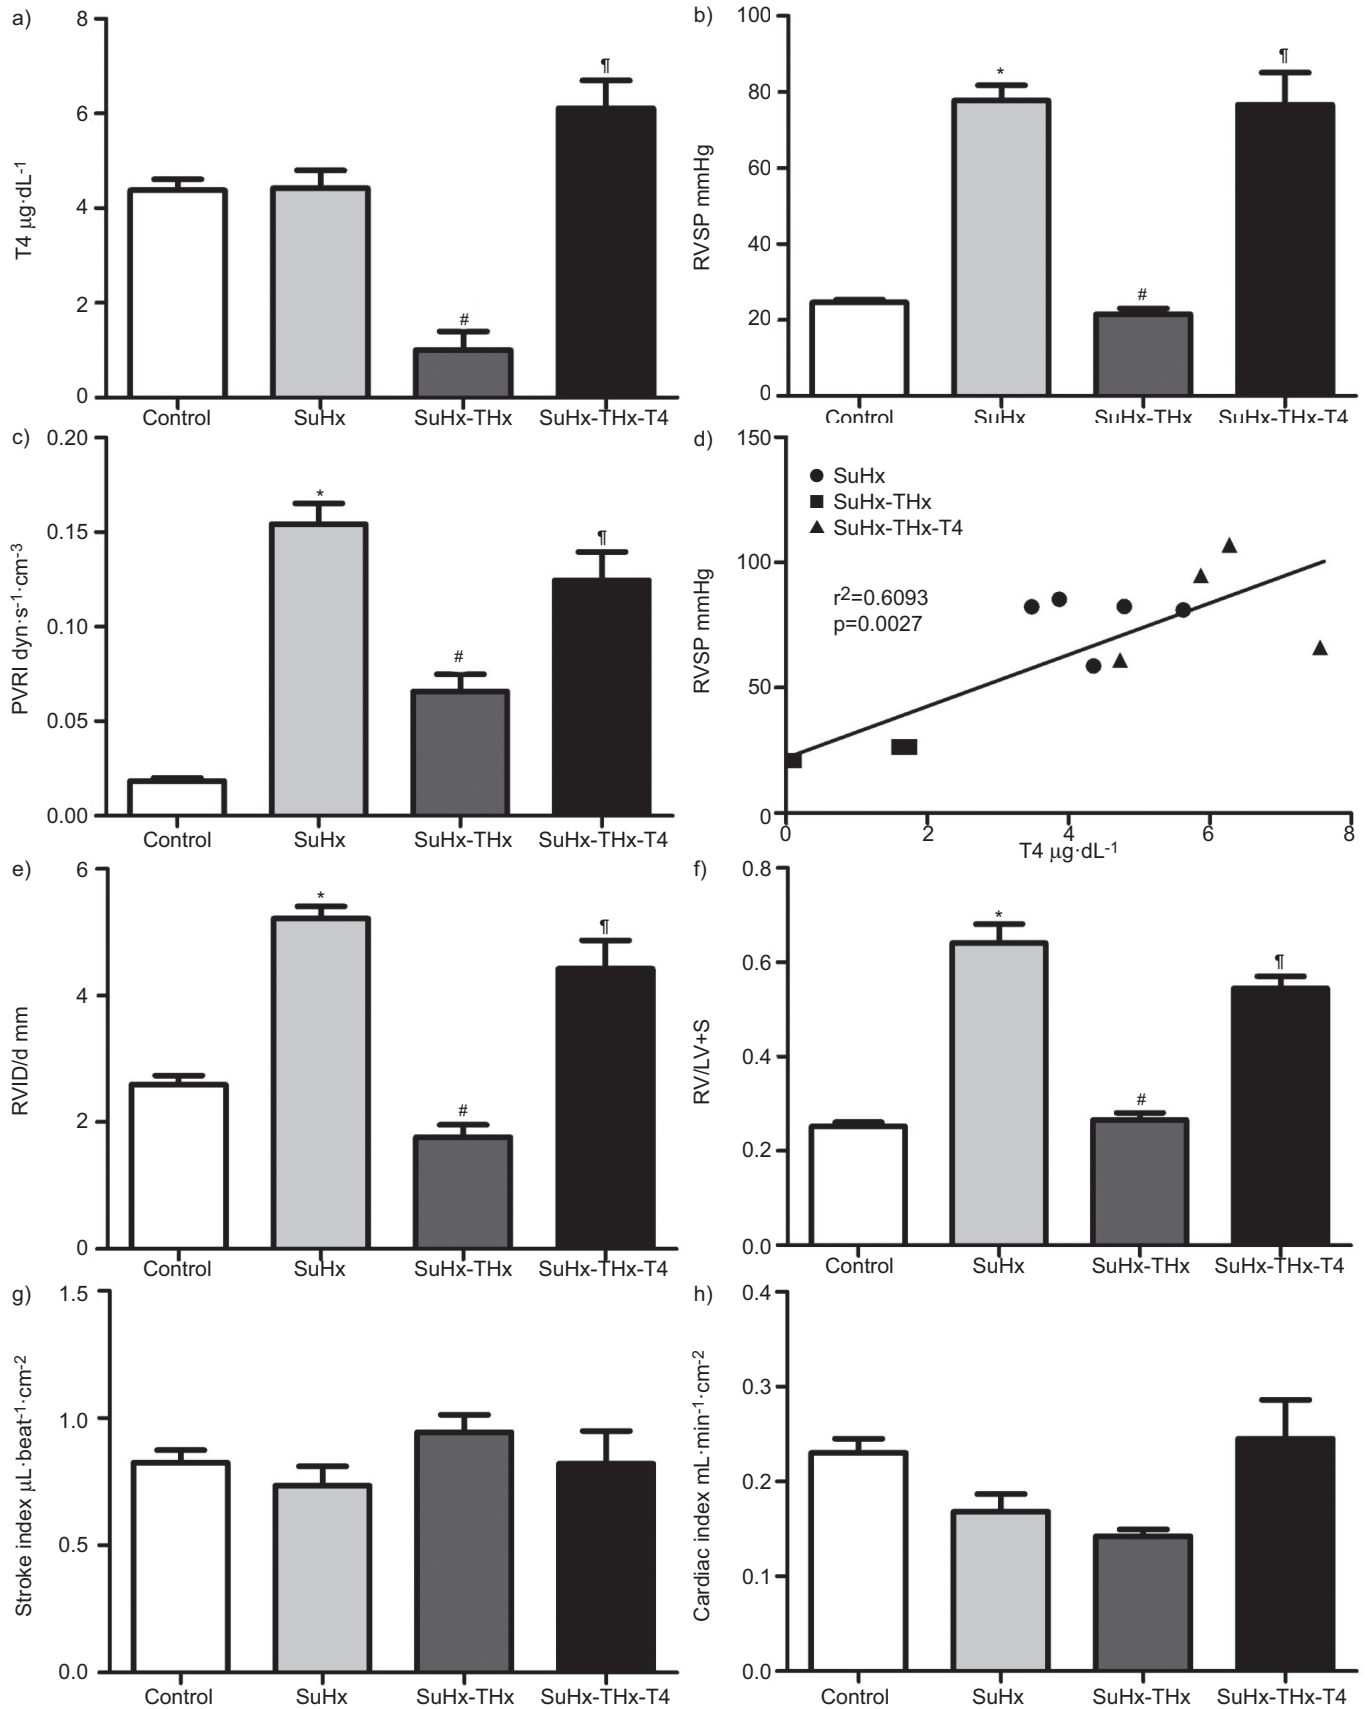 a)
8
6
4
2
0
T4 µg·dL-1
#
¶
Control SuHx SuHx-THx SuHx-THx-T4
b)
100
80
60
40
20
0
RVSP mmHg
*
#
¶
Control SuHx SuHx-THx SuHx-THx-T4
c)
0.20
0.15
0.10
0.05
0.00
PVRI dyn·s-1·cm-3
*
#
¶
Control SuHx SuHx-THx SuHx-THx-T4
d)
150
100
50
0
RVSP mmHg
SuHx
SuHx-THx
SuHx-THx-T4
r2=0.6093
p=0.0027
0 2 4 6 8
T4 µg·dL-1
e)
6
4
2
0
RVID/d mm
*
#
¶
Control SuHx SuHx-THx SuHx-THx-T4
f)
0.8
0.6
0.4
0.2
0.0
RV/LV+S
*
#
¶
Control SuHx SuHx-THx SuHx-THx-T4
g)
1.5
1.0
0.5
0.0
Stroke index µL·beat-1·cm-2
Control SuHx SuHx-THx SuHx-THx-T4
h)
0.4
0.3
0.2
0.1
0.0
Cardiac index mL·min-1·cm-2
Control SuHx SuHx-THx SuHx-THx-T4